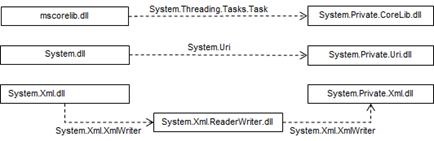 mscorelib.dll
System.Threading.Tasks.Task
System.Private.CoreLib.dll
System.dll
System.Uri
System.Private.Uri.dll
System.Xml.dll
System.Private.Xml.dll
System.Xml.ReaderWriter.dll
System.Xml.XmlWriter
System.Xml.XmlWriter